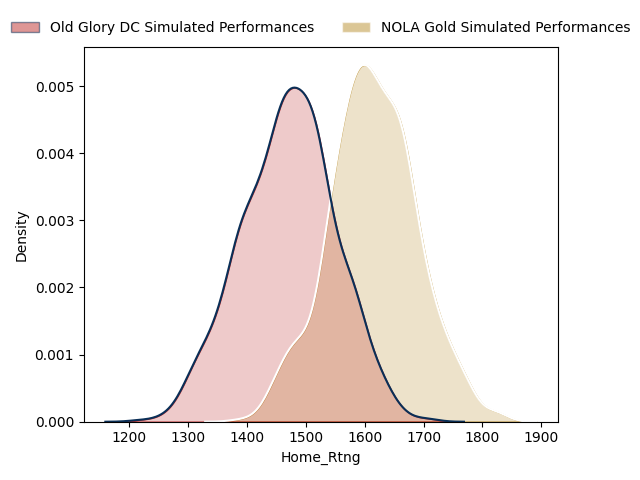 Old Glory DC Simulated Performances NOLA Gold Simulated Performances
0.005
0.004
0.003
0.002
0.001
0.000
Density
1200 1300 1400 1500 1600 1700 1800 1900
Home_Rtng